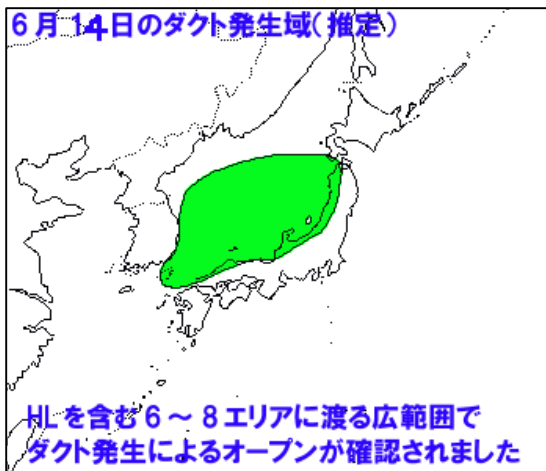 6月14日のダクト発生域(推定)
HLを含む6～8エリアに渡る広範囲で
ダクト発生によるオープンが確認されました